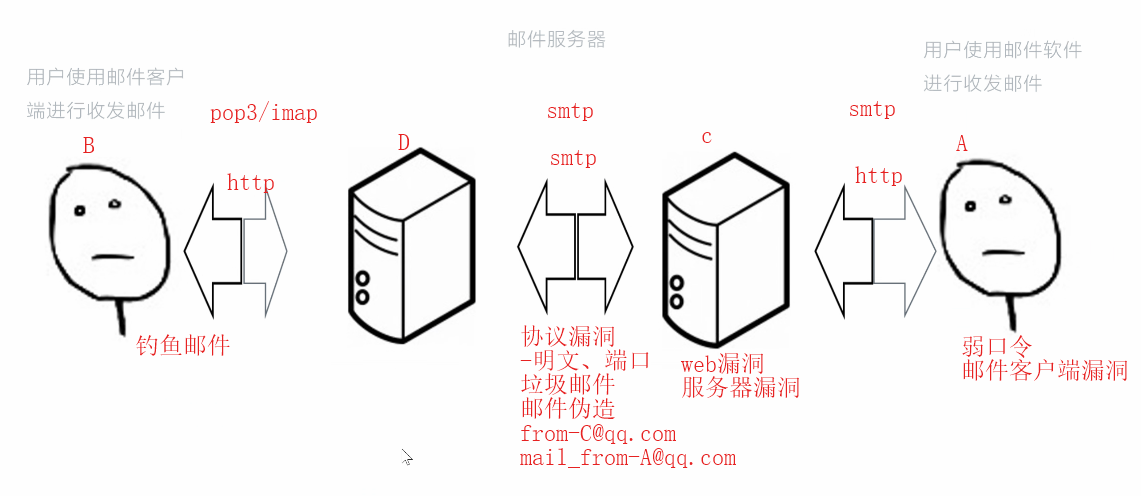 邮件服务器
用户使用邮件客户
端进行收发邮件
用户使用邮件软件
进行收发邮件
pop3/imap
smtp
smtp
B
D
smtp
c
A
http
http
钓鱼邮件
协议漏洞
-明文、端口
垃圾邮件
邮件伪造
from-C@qq.com
mail_from-A@qq.com
web漏洞
服务器漏洞
弱口令
邮件客户端漏洞